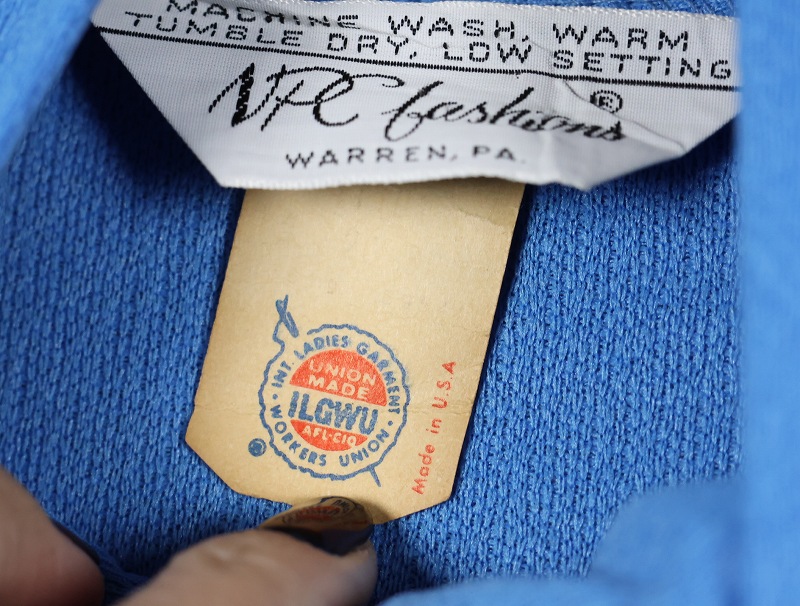 MACHINE WASH, WARM
TUMBLE DRY, LOW SETTING
NPC fashions ®
WARREN, PA.
INT. LADIES GARMENT
UNION
MADE
ILGWU
AFL-CIO
WORKERS UNION
®
Made in U.S.A